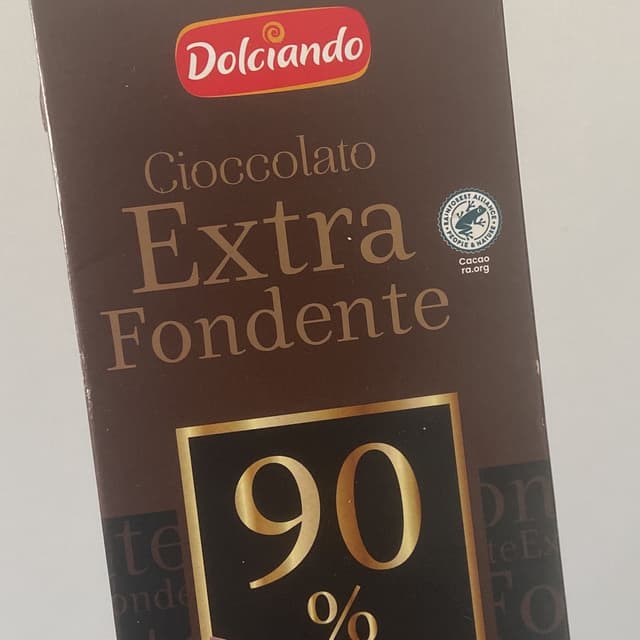 Dolciando
Cioccolato
Extra
Fondente
RAINFOREST ALLIANCE
PEOPLE & NATURE
Cacao
ra.org
90
%